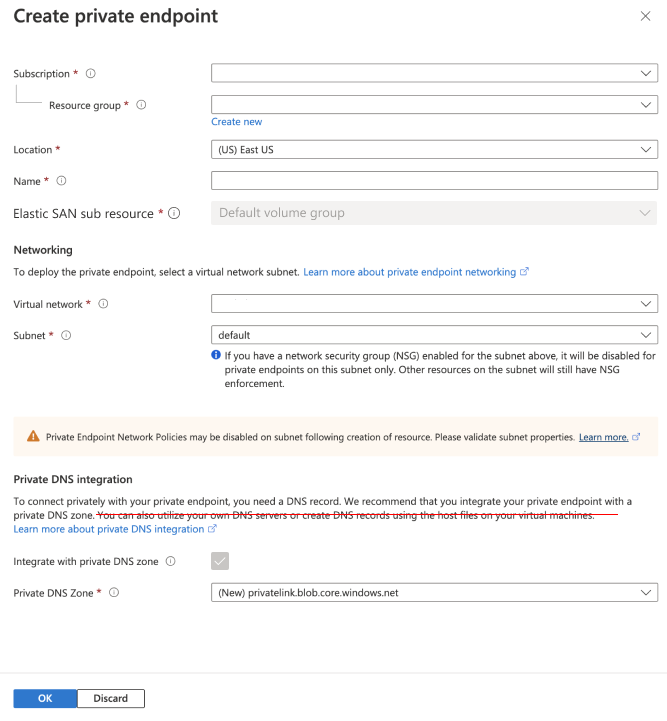 Create private endpoint
Subscription *
Resource group *
Create new
Location *
(US) East US
Name *
Elastic SAN sub resource *
Default volume group
Networking
To deploy the private endpoint, select a virtual network subnet. Learn more about private endpoint networking
Virtual network *
Subnet *
default
If you have a network security group (NSG) enabled for the subnet above, it will be disabled for
private endpoints on this subnet only. Other resources on the subnet will still have NSG
enforcement.
Private Endpoint Network Policies may be disabled on subnet following creation of resource. Please validate subnet properties. Learn more.
Private DNS integration
To connect privately with your private endpoint, you need a DNS record. We recommend that you integrate your private endpoint with a
private DNS zone. You can also utilize your own DNS servers or create DNS records using the host files on your virtual machines.
Learn more about private DNS integration
Integrate with private DNS zone
Private DNS Zone *
(New) privatelink.blob.core.windows.net
OK
Discard